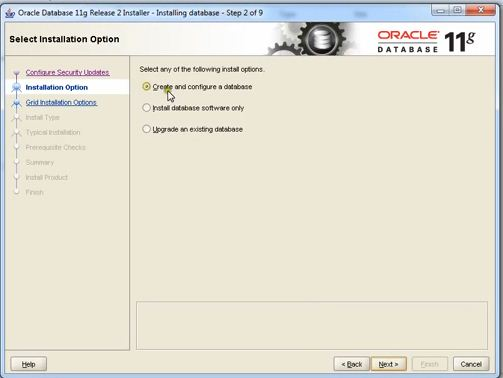 Oracle Database 11g Release 2 Installer - Installing database - Step 2 of 9
Select Installation Option
ORACLE
DATABASE 11g
Configure Security Updates
Installation Option
Grid Installation Options
Install Type
Typical Installation
Prerequisite Checks
Summary
Install Product
Finish
Select any of the following install options.
Create and configure a database
Install database software only
Upgrade an existing database
Help
< Back
Next >
Finish
Cancel